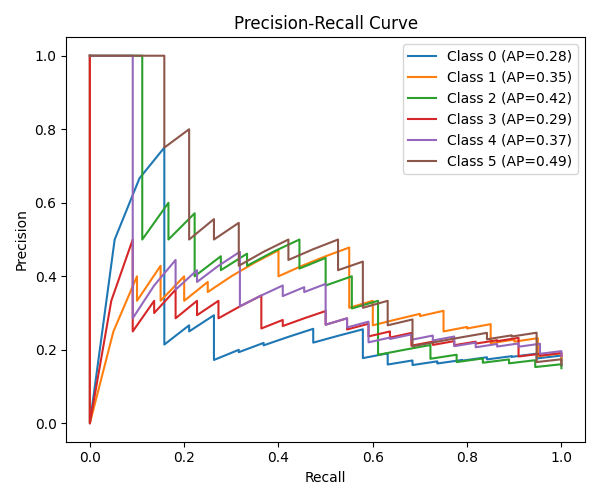 Precision-Recall Curve
Precision
1.0
0.8
0.6
0.4
0.2
0.0
Class 0 (AP=0.28)
Class 1 (AP=0.35)
Class 2 (AP=0.42)
Class 3 (AP=0.29)
Class 4 (AP=0.37)
Class 5 (AP=0.49)
0.0 0.2 0.4 0.6 0.8 1.0
Recall